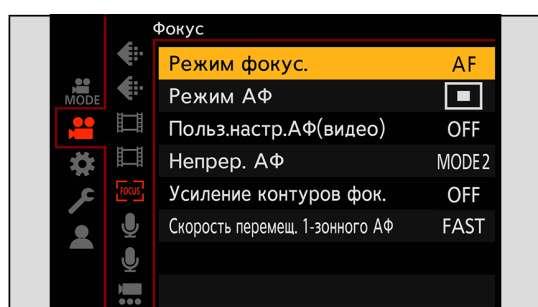 Фокус
Режим фокус. AF
MODE Режим АФ
Польз.настр.АФ(видео) OFF
Непрер. АФ MODE2
FOCUS Усиление контуров фок. OFF
Скорость перемещ. 1-зонного АФ FAST